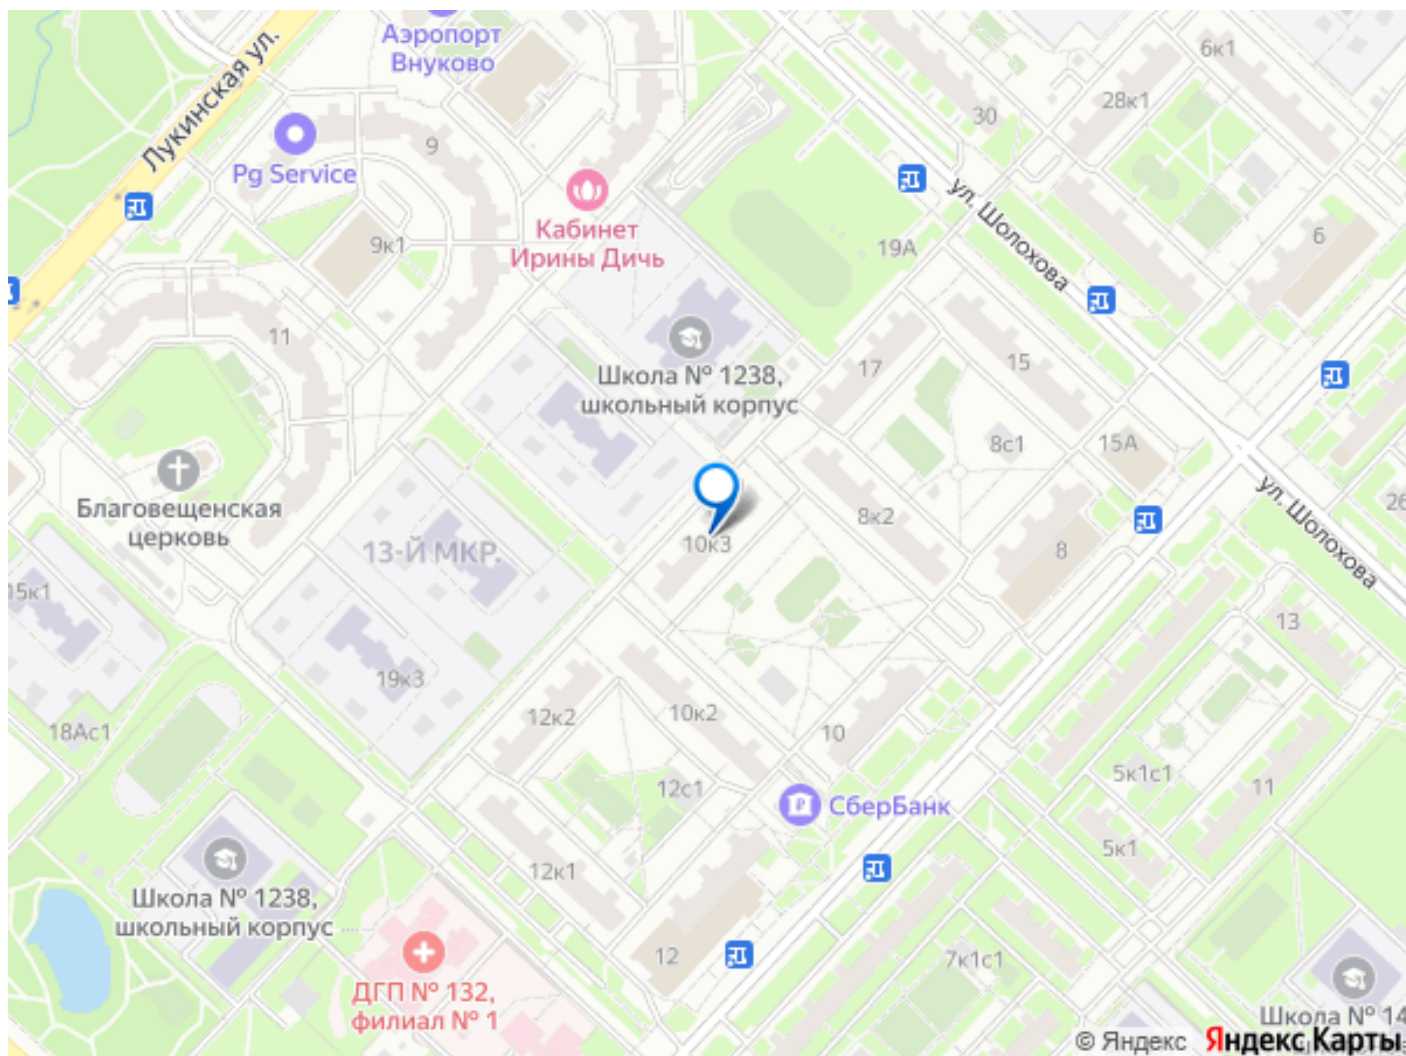 Аэропорт
Внуково
6к1
28к1
30
Лукинская ул.
9
Pg Service
ул. Шолохова
Кабинет
Ирины Дичь
9к1
19А
6
11
17
15
Школа № 1238,
школьный корпус
8с1
15А
Благовещенская
церковь
8к2
ул. Шолохова
26
13-Й МКР.
10к3
8
15к1
13
19к3
12к2
10к2
10
18Ас1
5к1с1
11
12с1
СберБанк
5к1
12к1
Школа № 1238,
школьный корпус
12
7к1с1
ДГП № 132,
филиал № 1
Школа № 14
© Яндекс Яндекс Карты